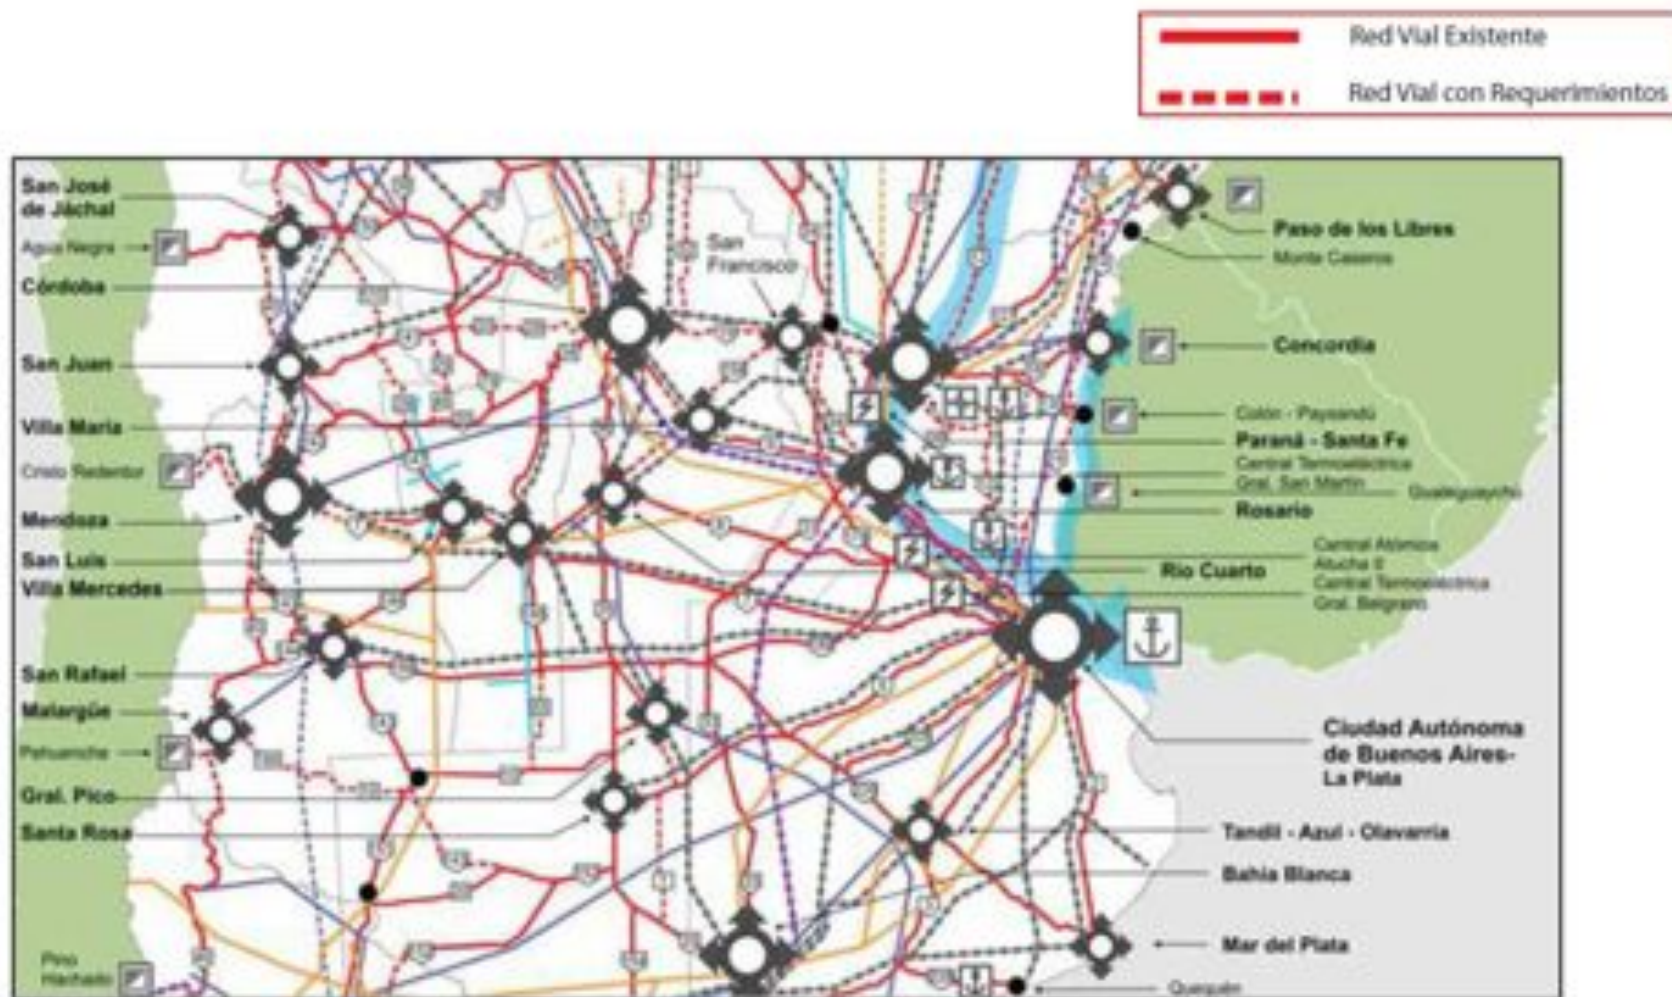 Red Vial Existente
Red Vial con Requerimientos
San José
de Jáchal
Agua Negra
Córdoba
San Juan
Villa María
Cristo Redentor
Mendoza
San Luis
Villa Mercedes
San Rafael
Malargüe
Pehuenche
Gral. Pico
Santa Rosa
Pino
Hachado
San
Francisco
Paso de los Libres
Monte Caseros
Concordia
Colón - Paysandú
Paraná - Santa Fe
Central Termoeléctrica
Gral. San Martín
Gualeguaychú
Rosario
Central Atómica
Atucha II
Río Cuarto
Central Termoeléctrica
Gral. Belgrano
Ciudad Autónoma
de Buenos Aires-
La Plata
Tandil - Azul - Olavarría
Bahía Blanca
Mar del Plata
Quequén